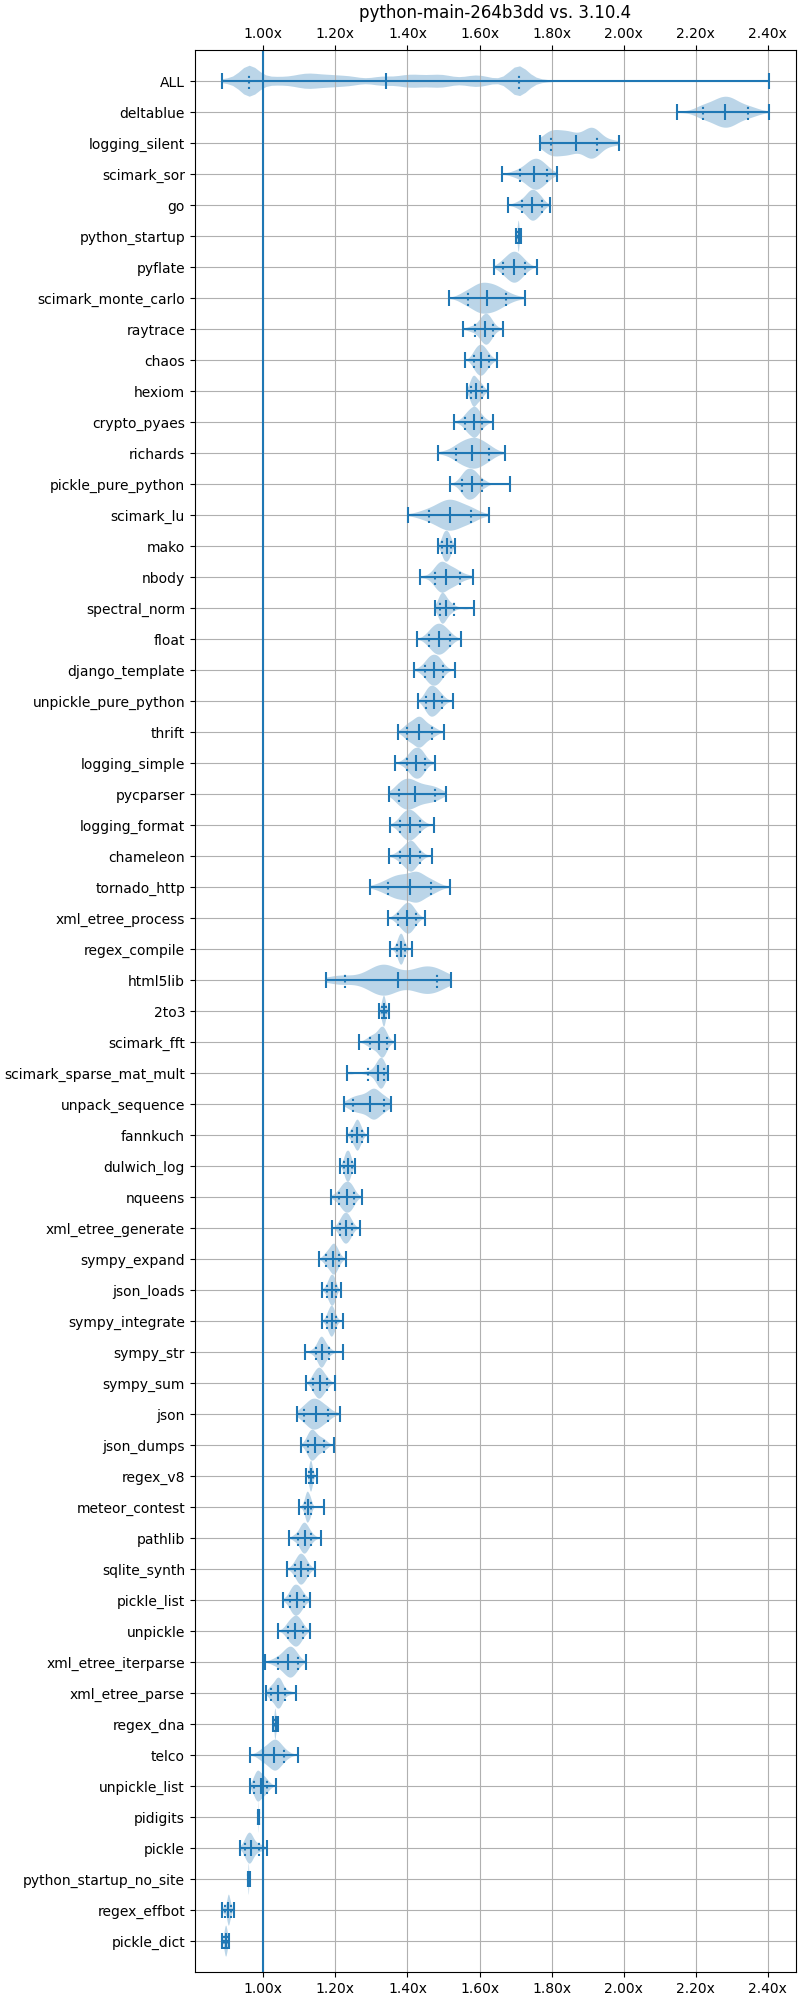 python-main-264b3dd vs. 3.10.4
1.00x 1.20x 1.40x 1.60x 1.80x 2.00x 2.20x 2.40x
ALL
deltablue
logging_silent
scimark_sor
go
python_startup
pyflate
scimark_monte_carlo
raytrace
chaos
hexiom
crypto_pyaes
richards
pickle_pure_python
scimark_lu
mako
nbody
spectral_norm
float
django_template
unpickle_pure_python
thrift
logging_simple
pycparser
logging_format
chameleon
tornado_http
xml_etree_process
regex_compile
html5lib
2to3
scimark_fft
scimark_sparse_mat_mult
unpack_sequence
fannkuch
dulwich_log
nqueens
xml_etree_generate
sympy_expand
json_loads
sympy_integrate
sympy_str
sympy_sum
json
json_dumps
regex_v8
meteor_contest
pathlib
sqlite_synth
pickle_list
unpickle
xml_etree_iterparse
xml_etree_parse
regex_dna
telco
unpickle_list
pidigits
pickle
python_startup_no_site
regex_effbot
pickle_dict
1.00x 1.20x 1.40x 1.60x 1.80x 2.00x 2.20x 2.40x